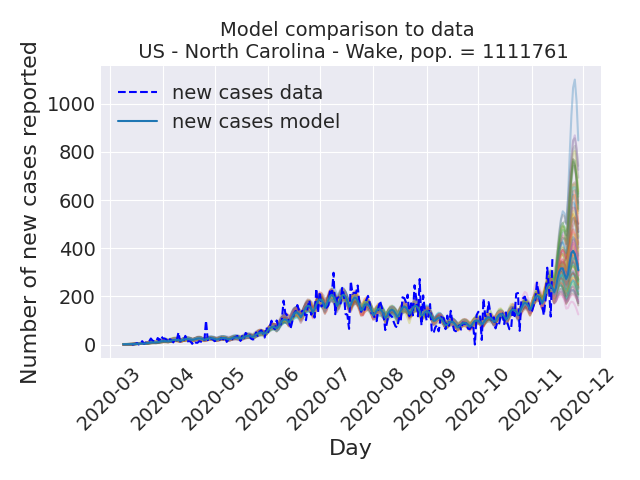 Model comparison to data
US - North Carolina - Wake, pop. = 1111761
Number of new cases reported
1000
800
600
400
200
0
new cases data
new cases model
2020-03
2020-04
2020-05
2020-06
2020-07
2020-08
2020-09
2020-10
2020-11
2020-12
Day